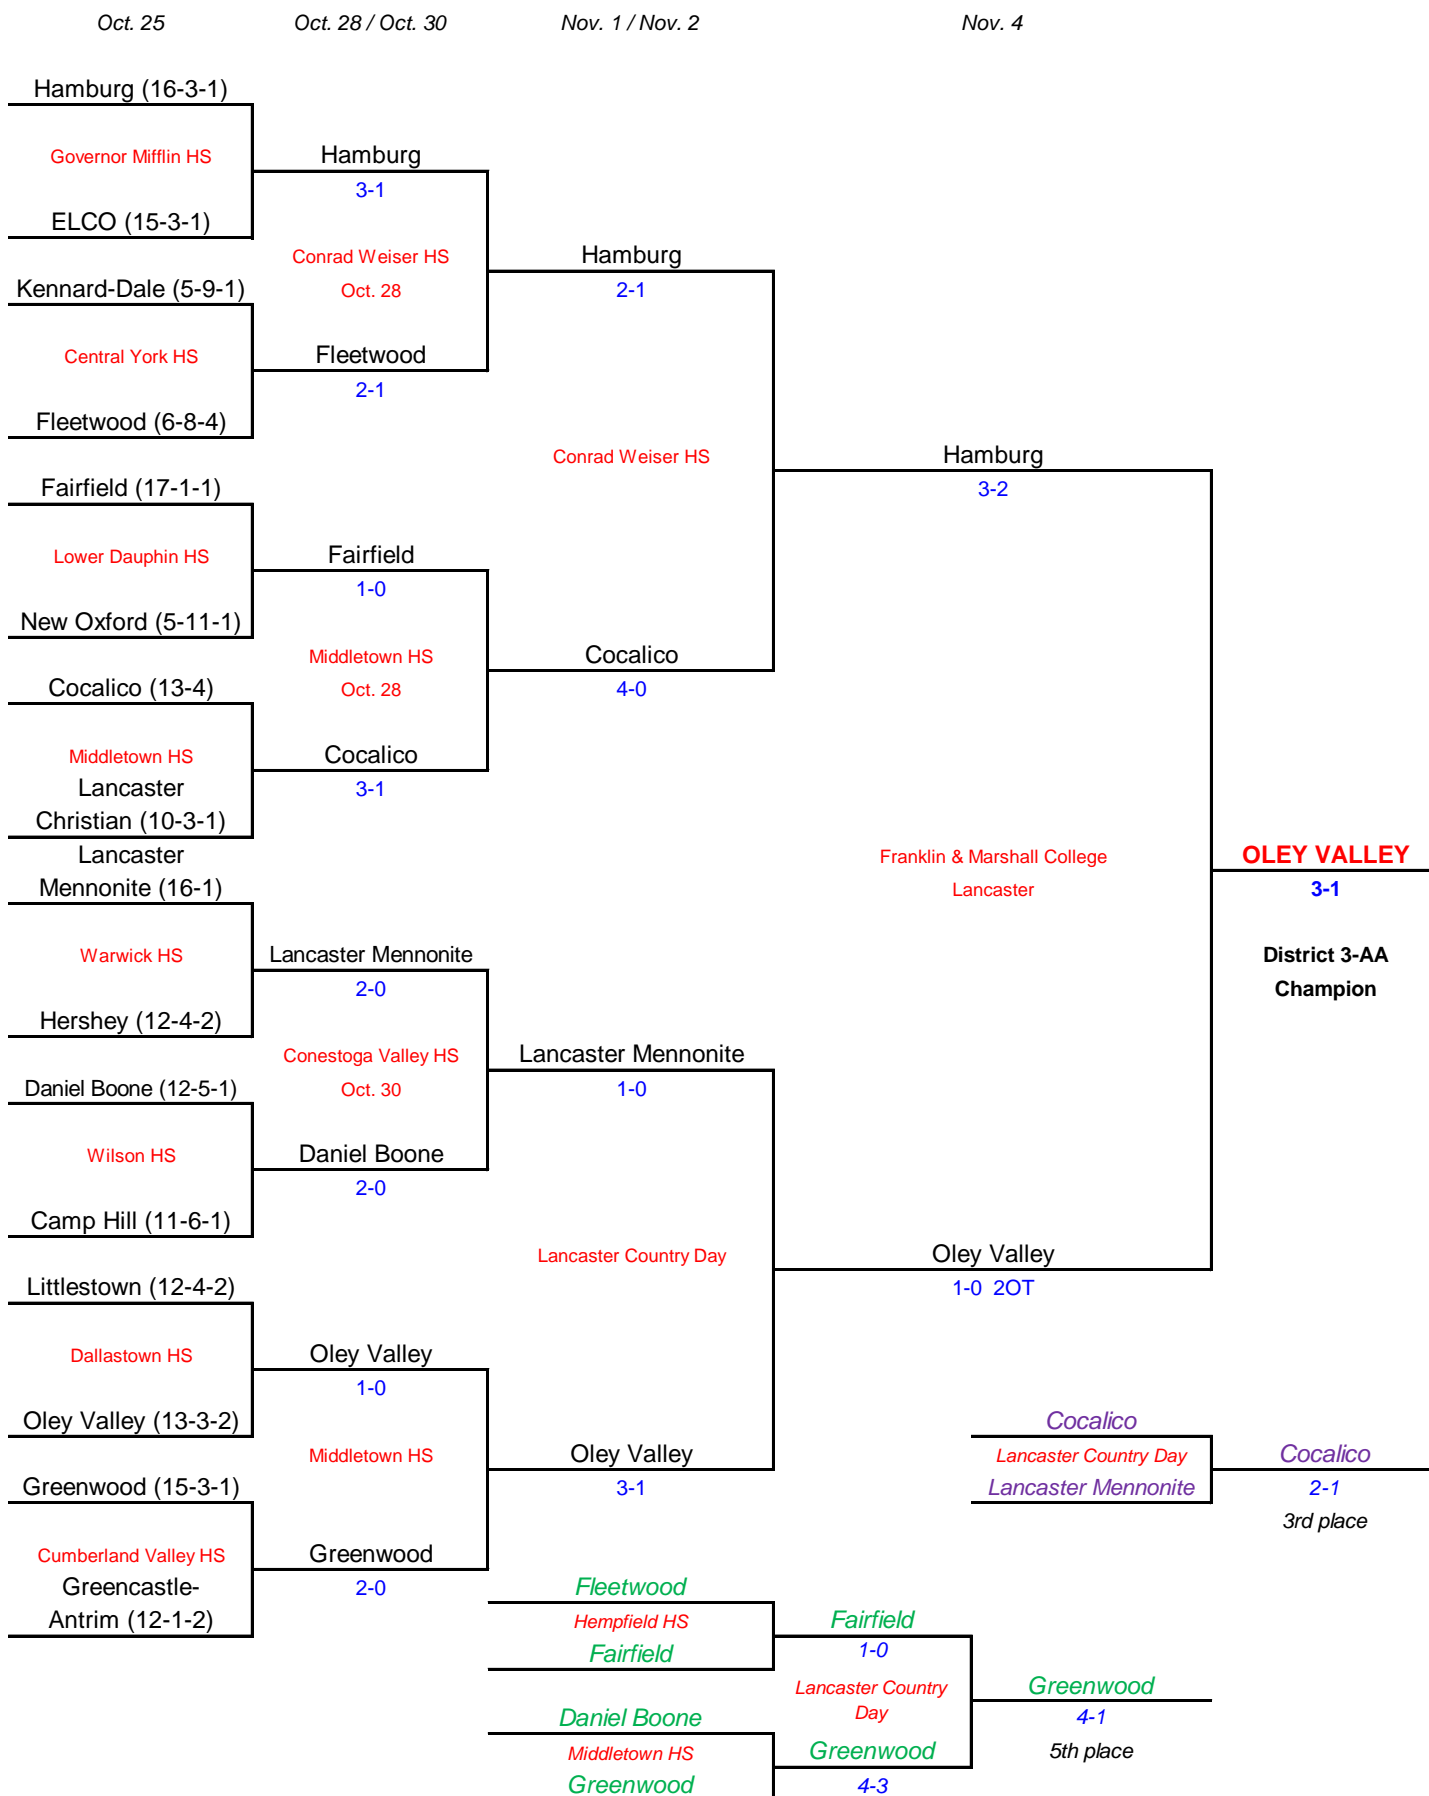 Oct. 25
Oct. 28 / Oct. 30
Nov. 1 / Nov. 2
Nov. 4
Hamburg (16-3-1)
Governor Mifflin HS
ELCO (15-3-1)
Kennard-Dale (5-9-1)
Central York HS
Fleetwood (6-8-4)
Fairfield (17-1-1)
Lower Dauphin HS
New Oxford (5-11-1)
Cocalico (13-4)
Middletown HS
Lancaster
Christian (10-3-1)
Lancaster
Mennonite (16-1)
Warwick HS
Hershey (12-4-2)
Daniel Boone (12-5-1)
Wilson HS
Camp Hill (11-6-1)
Littlestown (12-4-2)
Dallastown HS
Oley Valley (13-3-2)
Greenwood (15-3-1)
Cumberland Valley HS
Greencastle-
Antrim (12-1-2)
Hamburg
3-1
Conrad Weiser HS
Oct. 28
Fleetwood
2-1
Fairfield
1-0
Middletown HS
Oct. 28
Cocalico
3-1
Lancaster Mennonite
2-0
Conestoga Valley HS
Oct. 30
Daniel Boone
2-0
Oley Valley
1-0
Middletown HS
Greenwood
2-0
Hamburg
2-1
Conrad Weiser HS
Cocalico
4-0
Lancaster Mennonite
1-0
Lancaster Country Day
Oley Valley
3-1
Hamburg
3-2
Franklin & Marshall College
Lancaster
Oley Valley
1-0 2OT
OLEY VALLEY
3-1
District 3-AA
Champion
Cocalico
Lancaster Country Day
Lancaster Mennonite
Cocalico
2-1
3rd place
Fleetwood
Hempfield HS
Fairfield
Daniel Boone
Middletown HS
Greenwood
Fairfield
1-0
Lancaster Country
Day
Greenwood
4-3
Greenwood
4-1
5th place